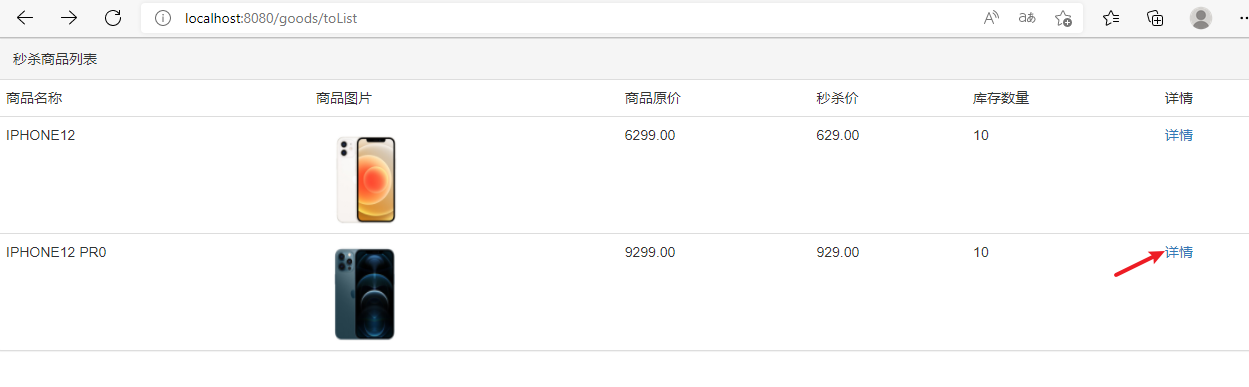 localhost:8080/goods/toList
秒杀商品列表
商品名称 商品图片 商品原价 秒杀价 库存数量 详情
IPHONE12 6299.00 629.00 10 详情
IPHONE12 PR0 9299.00 929.00 10 详情